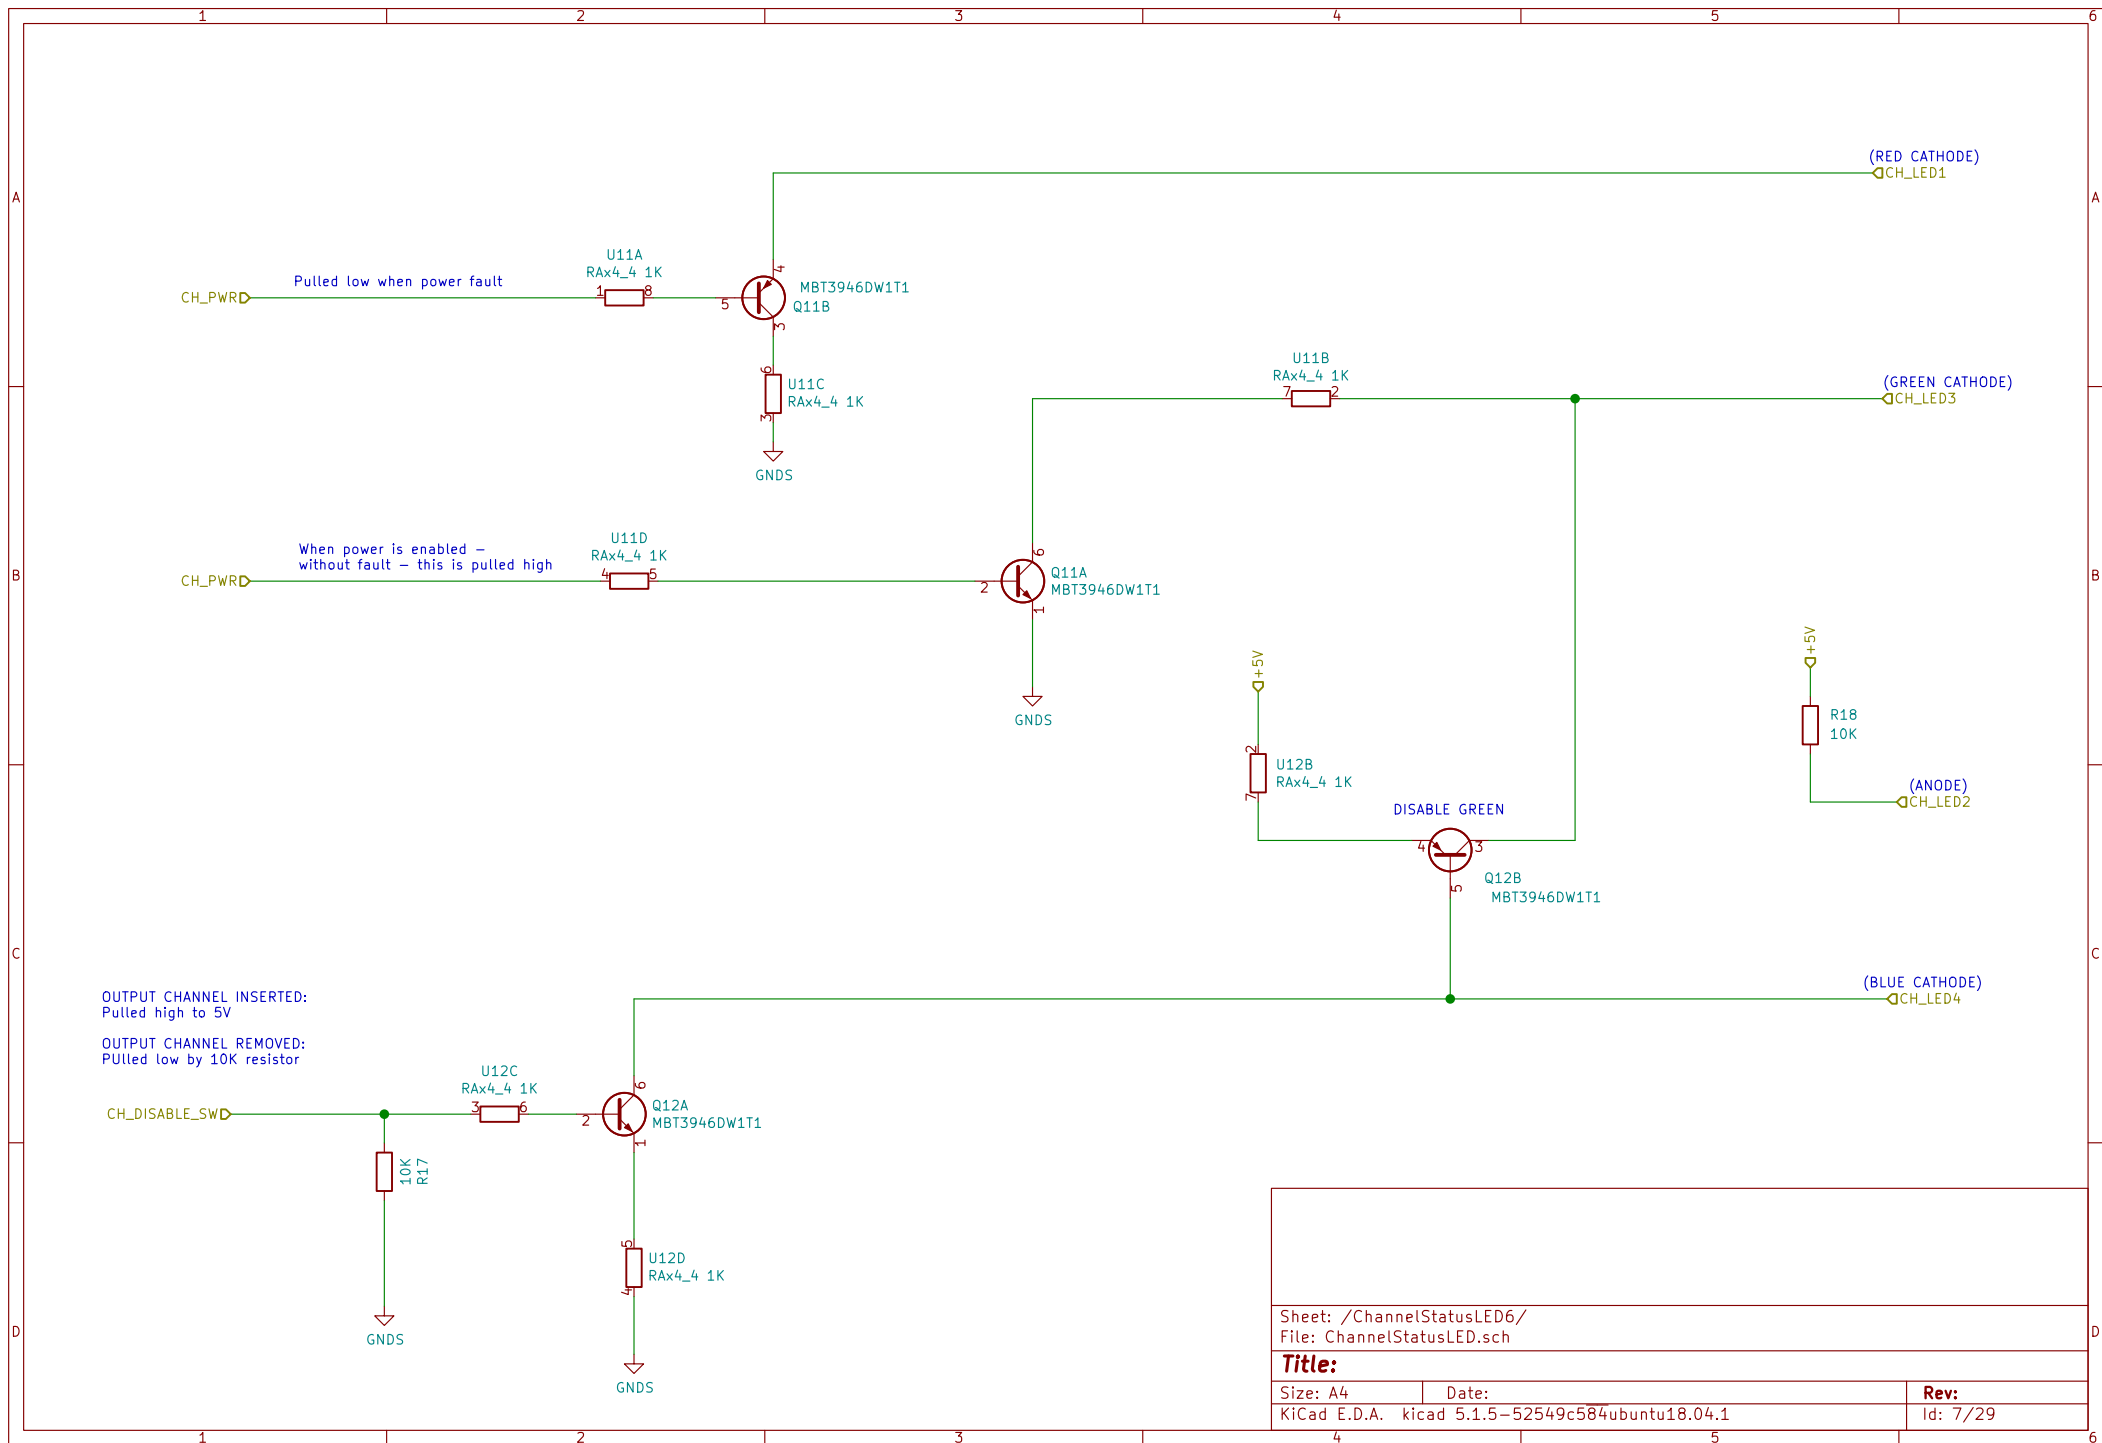 1 2 3 4 5 6
(RED CATHODE)
A CH_LED1 A
U11A
RAx4_4 1K
Pulled low when power fault
CH_PWR 1 8 5 4 3
MBT3946DW1T1
Q11B
6 3
U11C
RAx4_4 1K
GNDS
U11B
RAx4_4 1K
7 2
(GREEN CATHODE)
CH_LED3
When power is enabled –
without fault – this is pulled high
U11D
RAx4_4 1K
B CH_PWR 4 5 2 6 1 B
Q11A
MBT3946DW1T1
GNDS
+5V
+5V
R18
10K
2 7
U12B
RAx4_4 1K
(ANODE)
CH_LED2
DISABLE GREEN
4 3 5
Q12B
MBT3946DW1T1
C C
(BLUE CATHODE)
CH_LED4
OUTPUT CHANNEL INSERTED:
Pulled high to 5V
OUTPUT CHANNEL REMOVED:
PUlled low by 10K resistor
U12C
RAx4_4 1K
CH_DISABLE_SW 3 6 2 6 1
Q12A
MBT3946DW1T1
10K
R17
GNDS
5 4
U12D
RAx4_4 1K
GNDS
D D
Sheet: /ChannelStatusLED6/
File: ChannelStatusLED.sch
Title:
Size: A4 Date: Rev:
KiCad E.D.A. kicad 5.1.5-52549c584ubuntu18.04.1 Id: 7/29
1 2 3 4 5 6